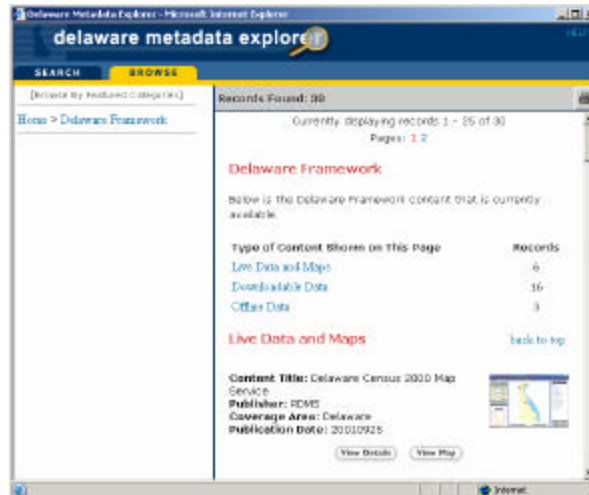 Delaware Metadata Explorer - Microsoft Internet Explorer
delaware metadata explorer
HELP
SEARCH BROWSE
[Browse By Featured Categories]
Home > Delaware Framework
Records Found: 30
Currently displaying records 1 - 25 of 30
Pages: 1 2
Delaware Framework
Below is the Delaware Framework content that is currently
available.
Type of Content Shown on This Page Records
Live Data and Maps 6
Downloadable Data 16
Offline Data 3
Live Data and Maps back to top
Content Title: Delaware Census 2000 Map
Service
Publisher: RDMS
Coverage Area: Delaware
Publication Date: 20010925
View Details View Map
Internet